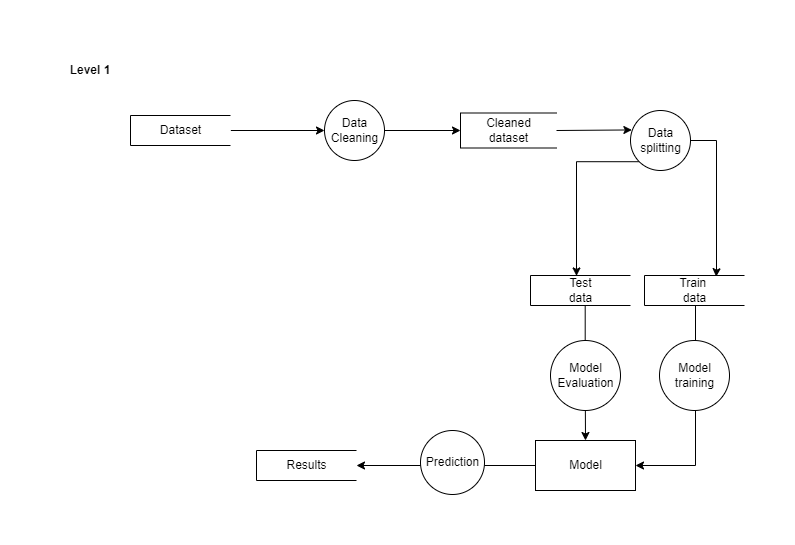 Level 1
Dataset
Data
Cleaning
Cleaned
dataset
Data
splitting
Test
data
Train
data
Model
Evaluation
Model
training
Results
Prediction
Model